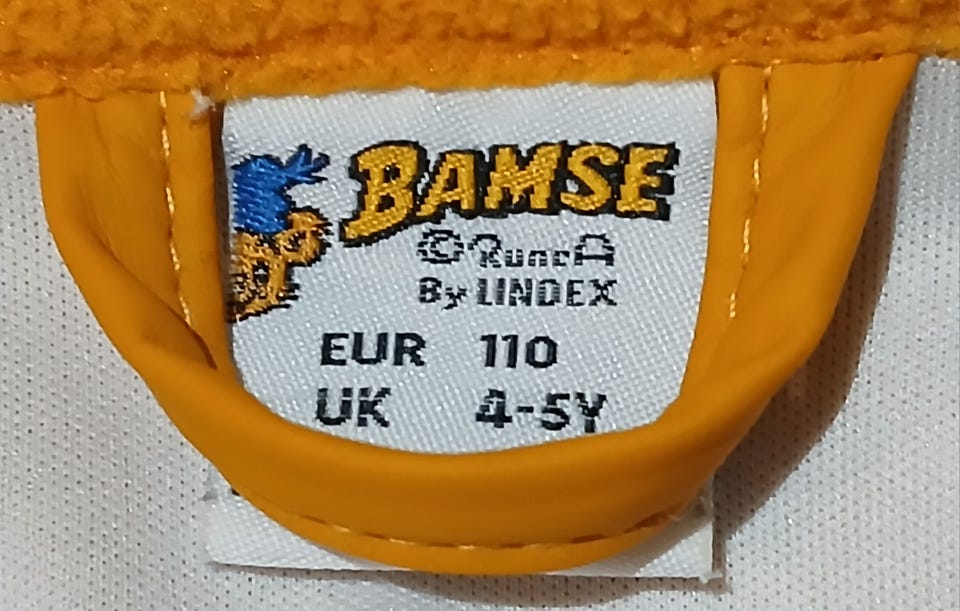 BAMSE
© RuneA
By LINDEX
EUR 110
UK 4-5Y